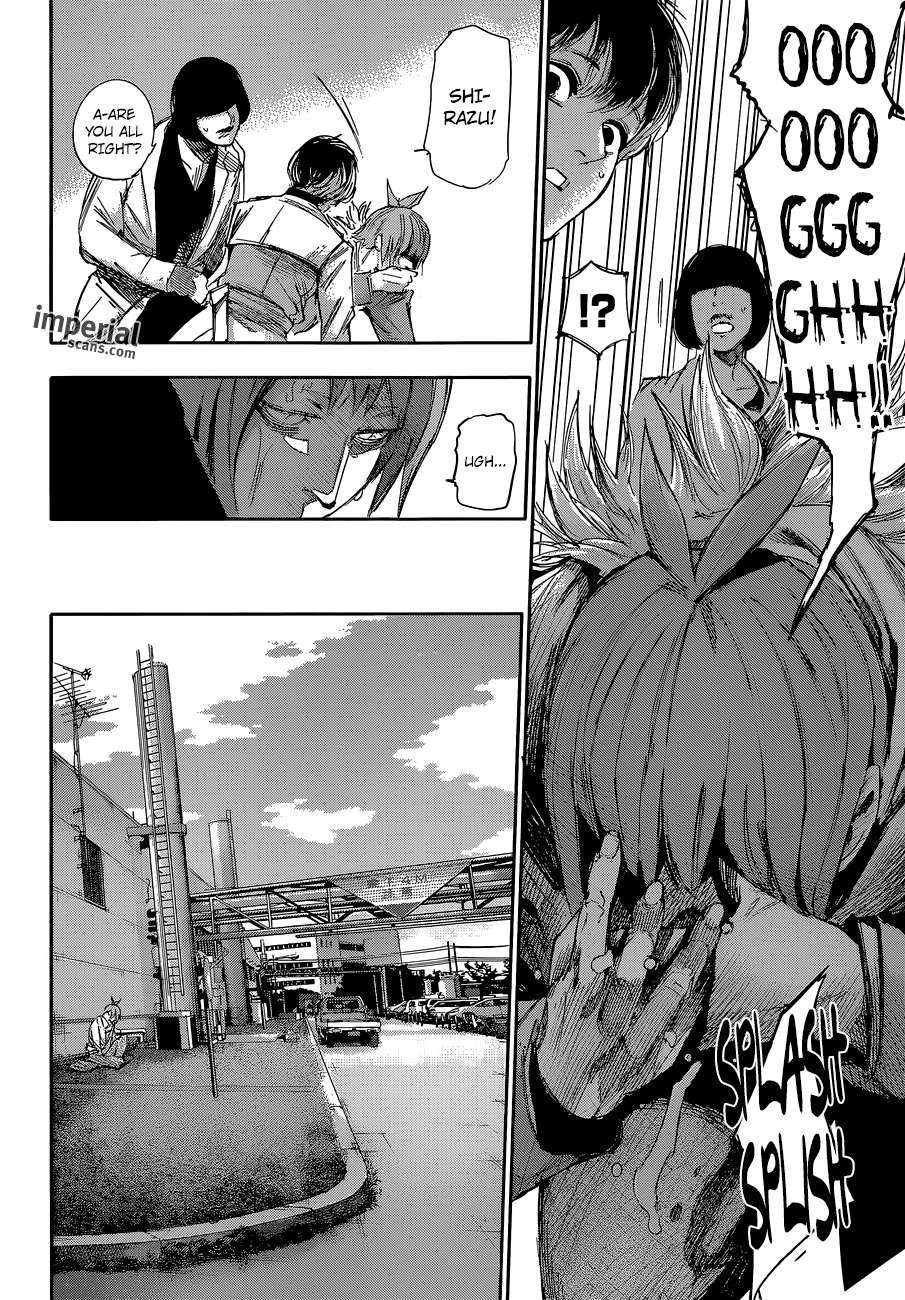 OOO
OOO
GGG
GHH
HH!!
!?
SPLASH
SPLISH
SHI-
RAZU!
A-ARE
YOU ALL
RIGHT?
imperial
scans.com
UGH...